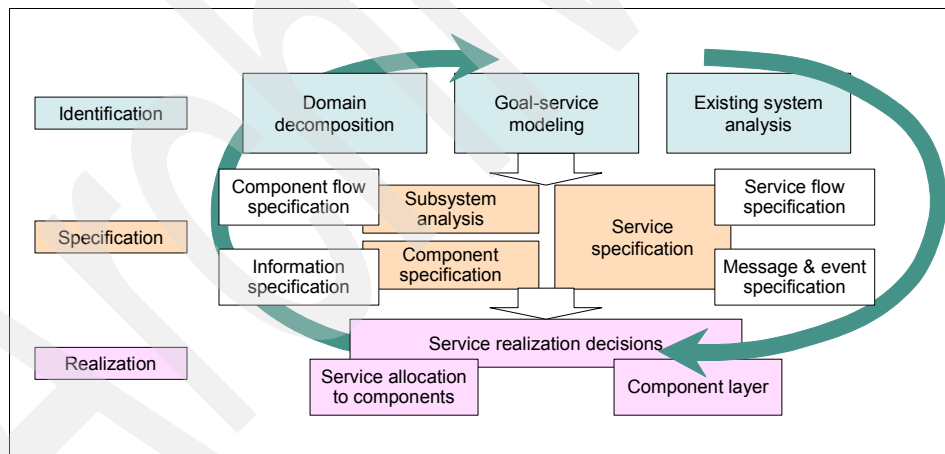 Identification
Domain
decomposition
Goal-service
modeling
Existing system
analysis
Specification
Component flow
specification
Subsystem
analysis
Service
specification
Service flow
specification
Information
specification
Component
specification
Message & event
specification
Realization
Service realization decisions
Service allocation
to components
Component layer